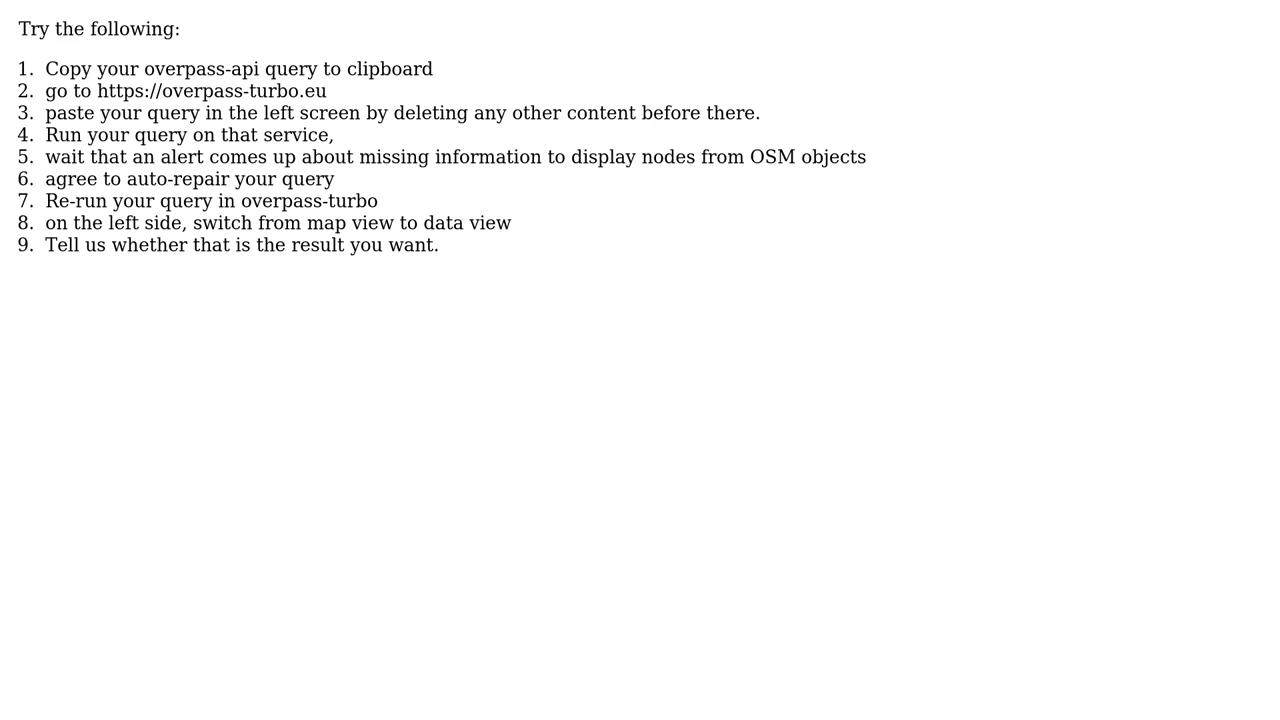 Try the following:
1. Copy your overpass-api query to clipboard
2. go to https://overpass-turbo.eu
3. paste your query in the left screen by deleting any other content before there.
4. Run your query on that service,
5. wait that an alert comes up about missing information to display nodes from OSM objects
6. agree to auto-repair your query
7. Re-run your query in overpass-turbo
8. on the left side, switch from map view to data view
9. Tell us whether that is the result you want.